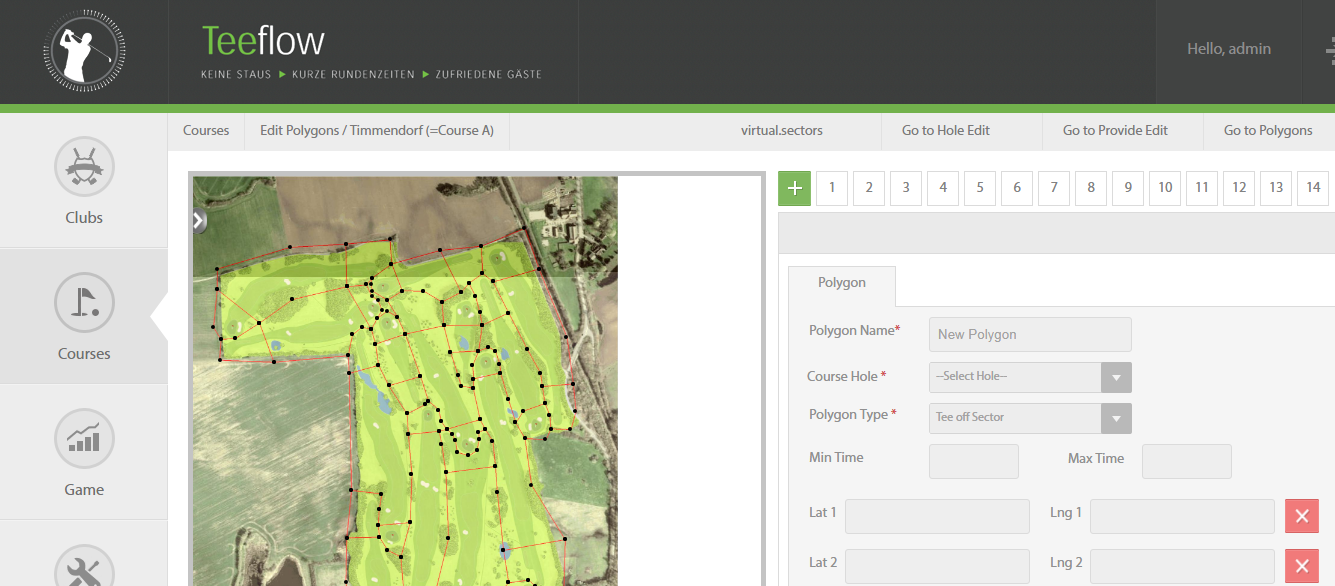 Teeflow
KEINE STAUS ▶ KURZE RUNDENZEITEN ▶ ZUFRIEDENE GÄSTE
Hello, admin
Courses
Edit Polygons / Timmendorf (=Course A)
virtual.sectors
Go to Hole Edit
Go to Provide Edit
Go to Polygons
Clubs
Courses
Game
+ 1 2 3 4 5 6 7 8 9 10 11 12 13 14
Polygon
Polygon Name*
New Polygon
Course Hole *
--Select Hole--
Polygon Type *
Tee off Sector
Min Time
Max Time
Lat 1
Lng 1
Lat 2
Lng 2